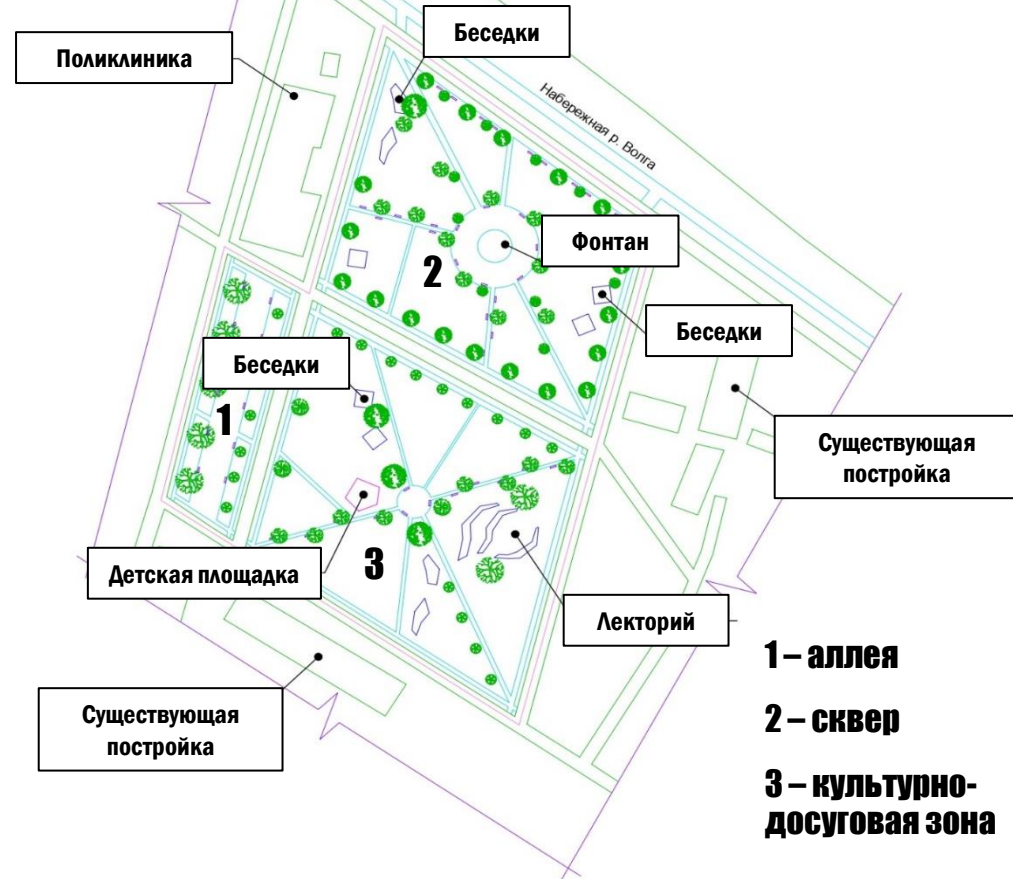 Беседки
Поликлиника
Набережная р. Волга
Фонтан
2
Беседки
Беседки
1
Существующая
постройка
Детская площадка
3
Лекторий
1 – аллея
Существующая
постройка
2 – сквер
3 – культурно-
досуговая зона